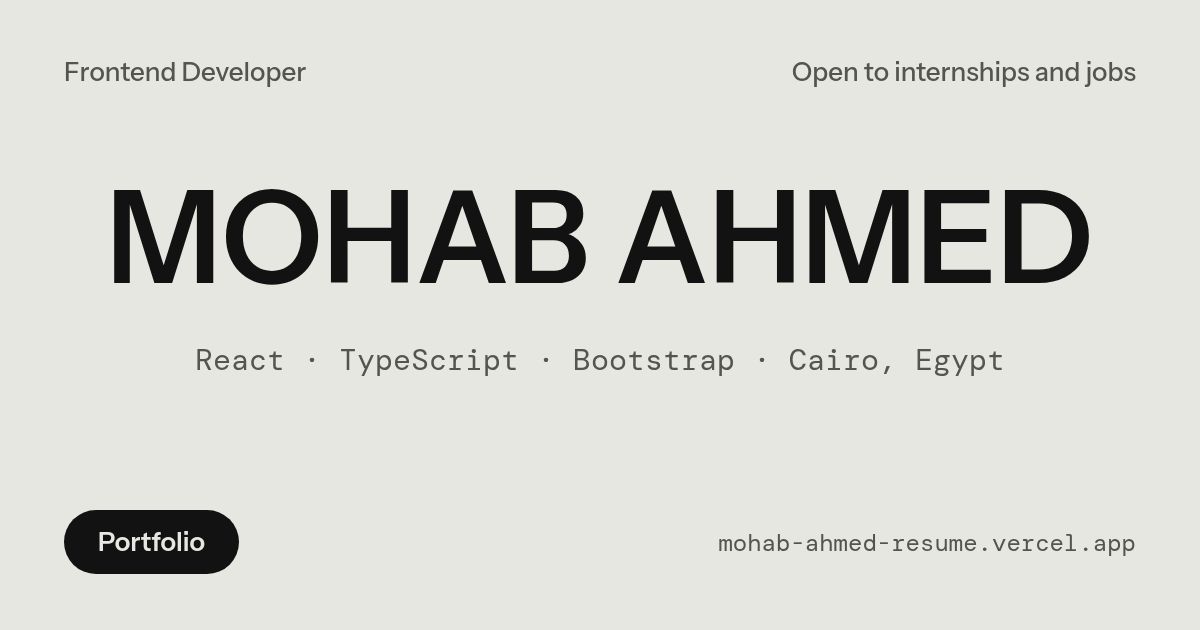 Frontend Developer
Open to internships and jobs
MOHAB AHMED
React · TypeScript · Bootstrap · Cairo, Egypt
Portfolio
mohab-ahmed-resume.vercel.app